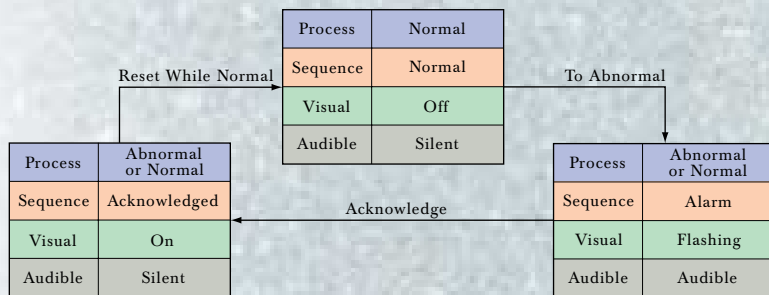 Process Normal
Sequence Normal
Visual Off
Audible Silent
Reset While Normal
To Abnormal
Process Abnormal or Normal
Sequence Acknowledged
Visual On
Audible Silent
Acknowledge
Process Abnormal or Normal
Sequence Alarm
Visual Flashing
Audible Audible